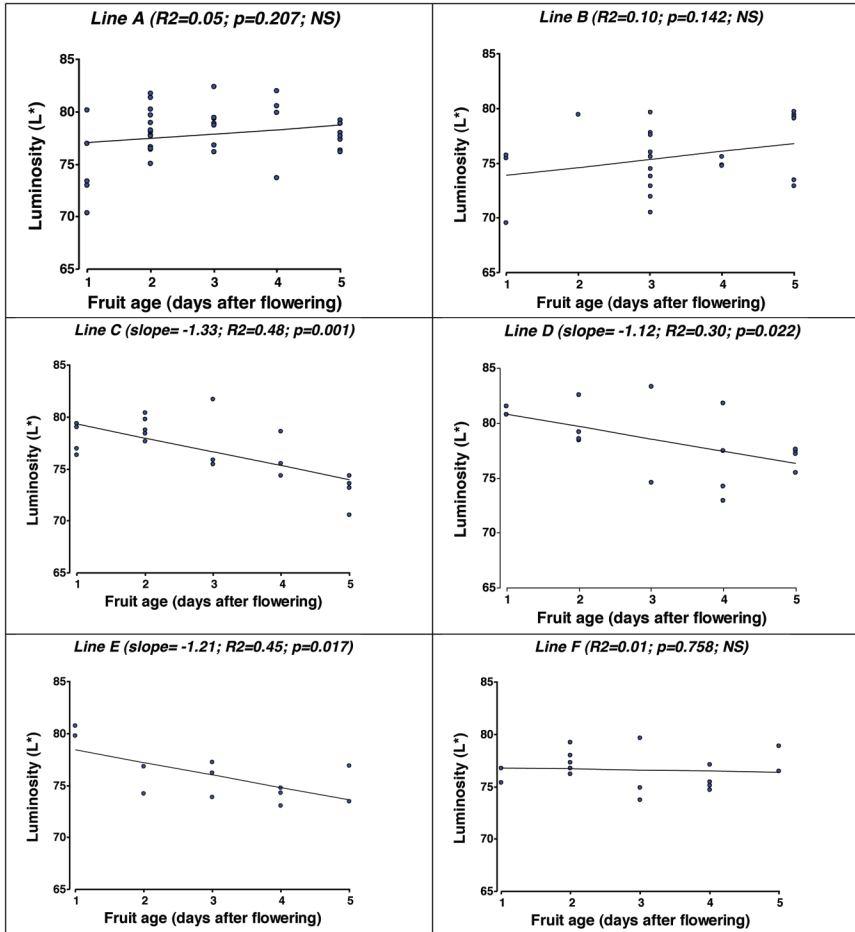 Line A (R2=0.05; p=0.207; NS)
85
80
75
70
65
Luminosity (L*)
1 2 3 4 5
Fruit age (days after flowering)
Line B (R2=0.10; p=0.142; NS)
85
80
75
70
65
Luminosity (L*)
1 2 3 4 5
Fruit age (days after flowering)
Line C (slope= -1.33; R2=0.48; p=0.001)
85
80
75
70
65
Luminosity (L*)
1 2 3 4 5
Fruit age (days after flowering)
Line D (slope= -1.12; R2=0.30; p=0.022)
85
80
75
70
65
Luminosity (L*)
1 2 3 4 5
Fruit age (days after flowering)
Line E (slope= -1.21; R2=0.45; p=0.017)
85
80
75
70
65
Luminosity (L*)
1 2 3 4 5
Fruit age (days after flowering)
Line F (R2=0.01; p=0.758; NS)
85
80
75
70
65
Luminosity (L*)
1 2 3 4 5
Fruit age (days after flowering)